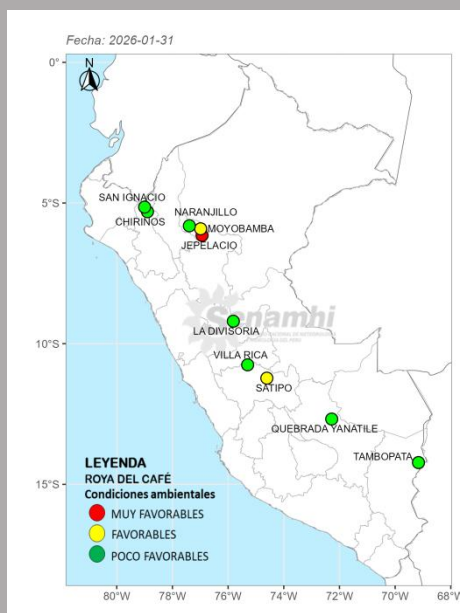 Fecha: 2026-01-31
N
0°
5°S
10°S
15°S
SAN IGNACIO
CHIRINOS
NARANJILLO
MOYOBAMBA
JEPELACIO
Senamhi
LA DIVISORIA
VILLA RICA
SATIPO
QUEBRADA YANATILE
TAMBOPATA
LEYENDA
ROYA DEL CAFÉ
Condiciones ambientales
MUY FAVORABLES
FAVORABLES
POCO FAVORABLES
80°W 78°W 76°W 74°W 72°W 70°W 68°W